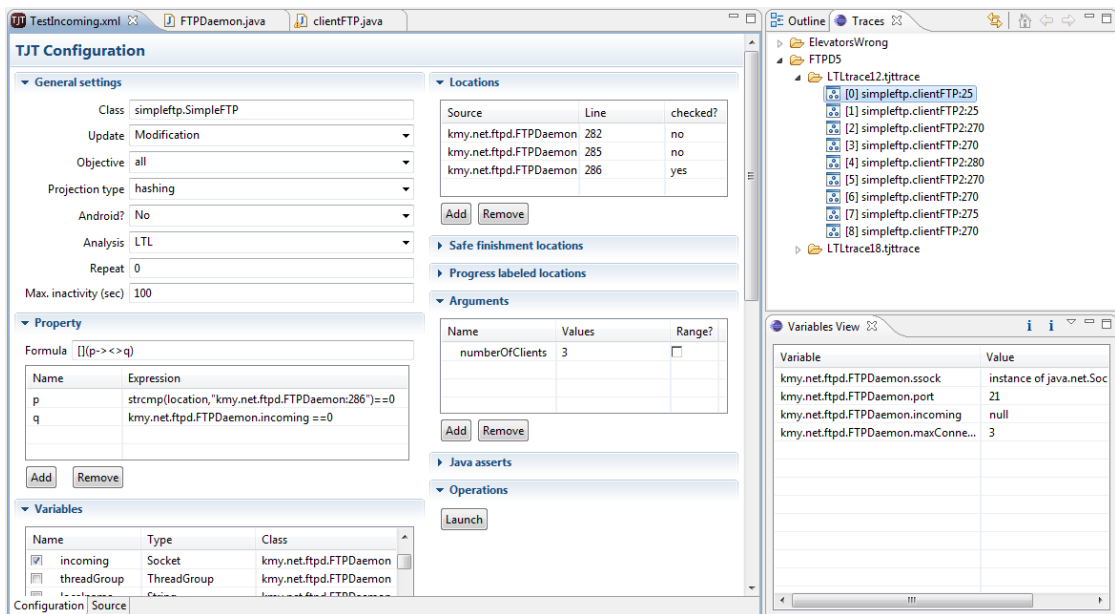 TestIncoming.xml
FTPDaemon.java
clientFTP.java
TJT Configuration
General settings
Class simpleftp.SimpleFTP
Update Modification
Objective all
Projection type hashing
Android? No
Analysis LTL
Repeat 0
Max. inactivity (sec) 100
Property
Formula [](p-><>q)
Name Expression
p strcmp(location,"kmy.net.ftpd.FTPDaemon:286")==0
q kmy.net.ftpd.FTPDaemon.incoming ==0
Add Remove
Variables
Name Type Class
incoming Socket kmy.net.ftpd.FTPDaemon
threadGroup ThreadGroup kmy.net.ftpd.FTPDaemon
Configuration Source
Locations
Source Line checked?
kmy.net.ftpd.FTPDaemon 282 no
kmy.net.ftpd.FTPDaemon 285 no
kmy.net.ftpd.FTPDaemon 286 yes
Add Remove
Safe finishment locations
Progress labeled locations
Arguments
Name Values Range?
numberOfClients 3
Add Remove
Java asserts
Operations
Launch
Outline Traces
ElevatorsWrong
FTPD5
LTLtrace12.tjttrace
[0] simpleftp.clientFTP:25
[1] simpleftp.clientFTP2:25
[2] simpleftp.clientFTP2:270
[3] simpleftp.clientFTP:270
[4] simpleftp.clientFTP2:280
[5] simpleftp.clientFTP2:270
[6] simpleftp.clientFTP:270
[7] simpleftp.clientFTP:275
[8] simpleftp.clientFTP:270
LTLtrace18.tjttrace
Variables View
Variable Value
kmy.net.ftpd.FTPDaemon.ssock instance of java.net.Soc
kmy.net.ftpd.FTPDaemon.port 21
kmy.net.ftpd.FTPDaemon.incoming null
kmy.net.ftpd.FTPDaemon.maxConne... 3